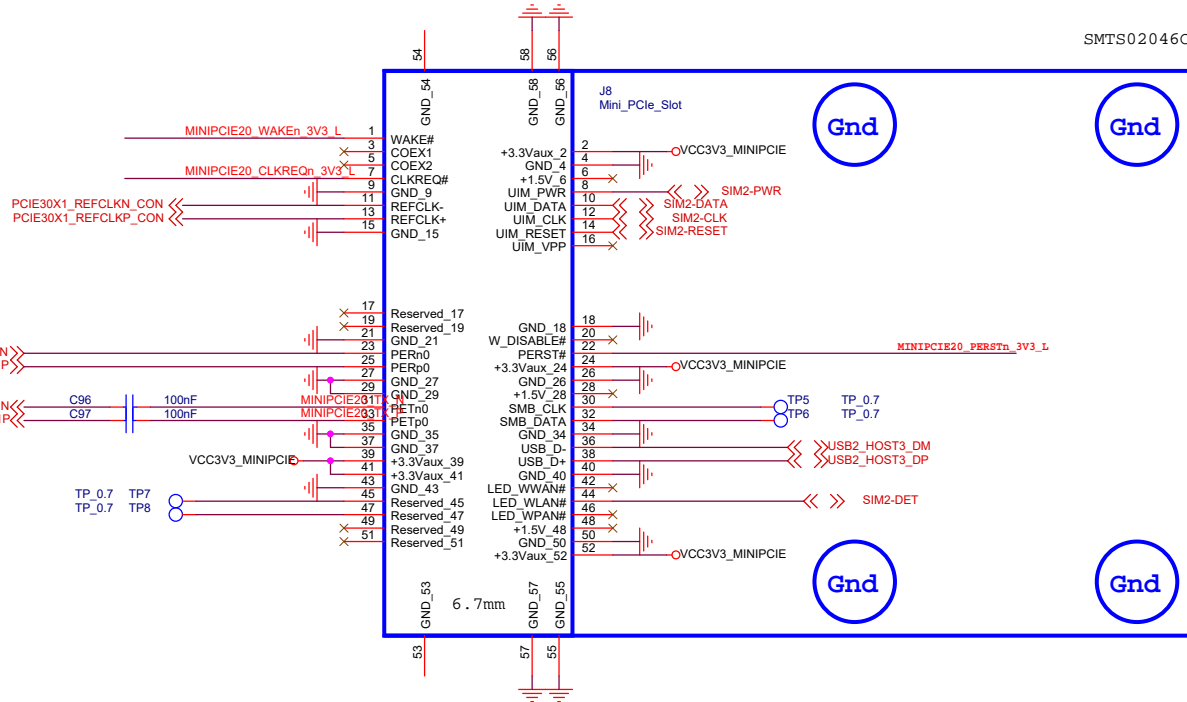 SMTS02046C
54
58
56
GND_54
GND_58
GND_56
J8
Mini_PCIe_Slot
Gnd
Gnd
MINIPCIE20_WAKEn_3V3_L 1 WAKE#
3 COEX1
5 COEX2
MINIPCIE20_CLKREQn_3V3_L 7 CLKREQ#
9 GND_9
PCIE30X1_REFCLKN_CON 11 REFCLK-
PCIE30X1_REFCLKP_CON 13 REFCLK+
15 GND_15
+3.3Vaux_2 2 VCC3V3_MINIPCIE
GND_4 4
+1.5V_6 6
UIM_PWR 8 SIM2-PWR
UIM_DATA 10 SIM2-DATA
UIM_CLK 12 SIM2-CLK
UIM_RESET 14 SIM2-RESET
UIM_VPP 16
17 Reserved_17
19 Reserved_19
21 GND_21
N 23 PERn0
P 25 PERp0
27 GND_27
29 GND_29
N C96 100nF MINIPCIE20_TX_N 31 PETn0
IP C97 100nF MINIPCIE20_TX_P 33 PETp0
35 GND_35
37 GND_37
VCC3V3_MINIPCIE 39 +3.3Vaux_39
41 +3.3Vaux_41
43 GND_43
TP_0.7 TP7 45 Reserved_45
TP_0.7 TP8 47 Reserved_47
49 Reserved_49
51 Reserved_51
GND_18 18
W_DISABLE# 20
PERST# 22 MINIPCIE20_PERSTn_3V3_L
+3.3Vaux_24 24 VCC3V3_MINIPCIE
GND_26 26
+1.5V_28 28
SMB_CLK 30 TP5 TP_0.7
SMB_DATA 32 TP6 TP_0.7
GND_34 34
USB_D- 36 USB2_HOST3_DM
USB_D+ 38 USB2_HOST3_DP
GND_40 40
LED_WWAN# 42
LED_WLAN# 44 SIM2-DET
LED_WPAN# 46
+1.5V_48 48
GND_50 50
+3.3Vaux_52 52 VCC3V3_MINIPCIE
Gnd
Gnd
6.7mm
GND_53
GND_57
GND_55
53
57
55